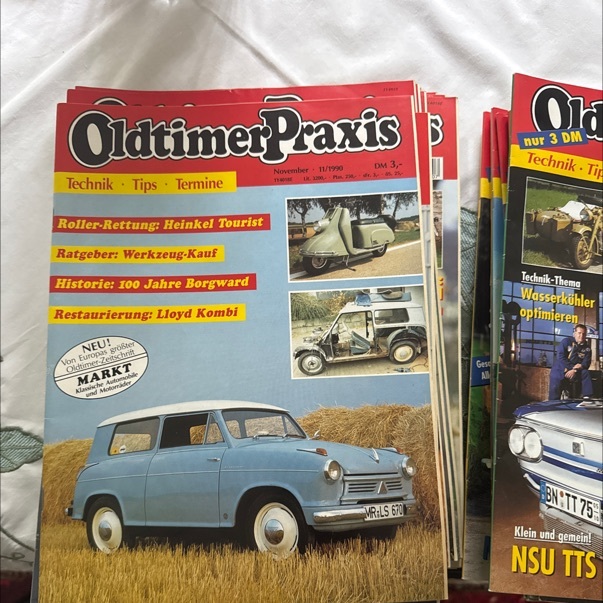 OldtimerPraxis
November · 11/1990
DM 3,-
Technik · Tips · Termine
Roller-Rettung: Heinkel Tourist
Ratgeber: Werkzeug-Kauf
Historie: 100 Jahre Borgward
Restaurierung: Lloyd Kombi
NEU!
Von Europas größter
Oldtimer-Zeitschrift
MARKT
Klassische Automobile
und Motorräder
MR·LS 670
Old
nur 3 DM
Technik · Tip
Technik-Thema
Wasserkühler
optimieren
BN TT 75
Klein und gemein!
NSU TTS